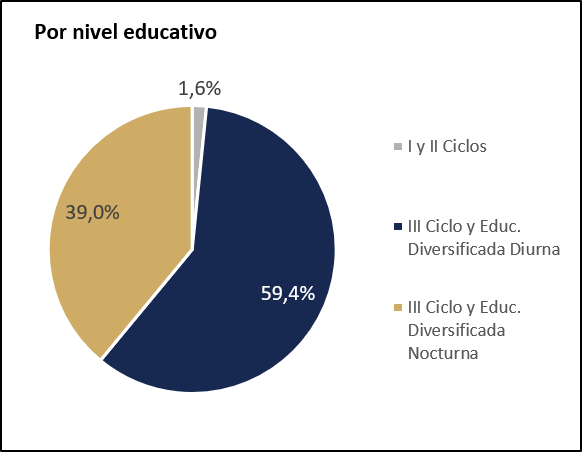 Por nivel educativo
1,6%
39,0%
59,4%
I y II Ciclos
III Ciclo y Educ.
Diversificada Diurna
III Ciclo y Educ.
Diversificada
Nocturna